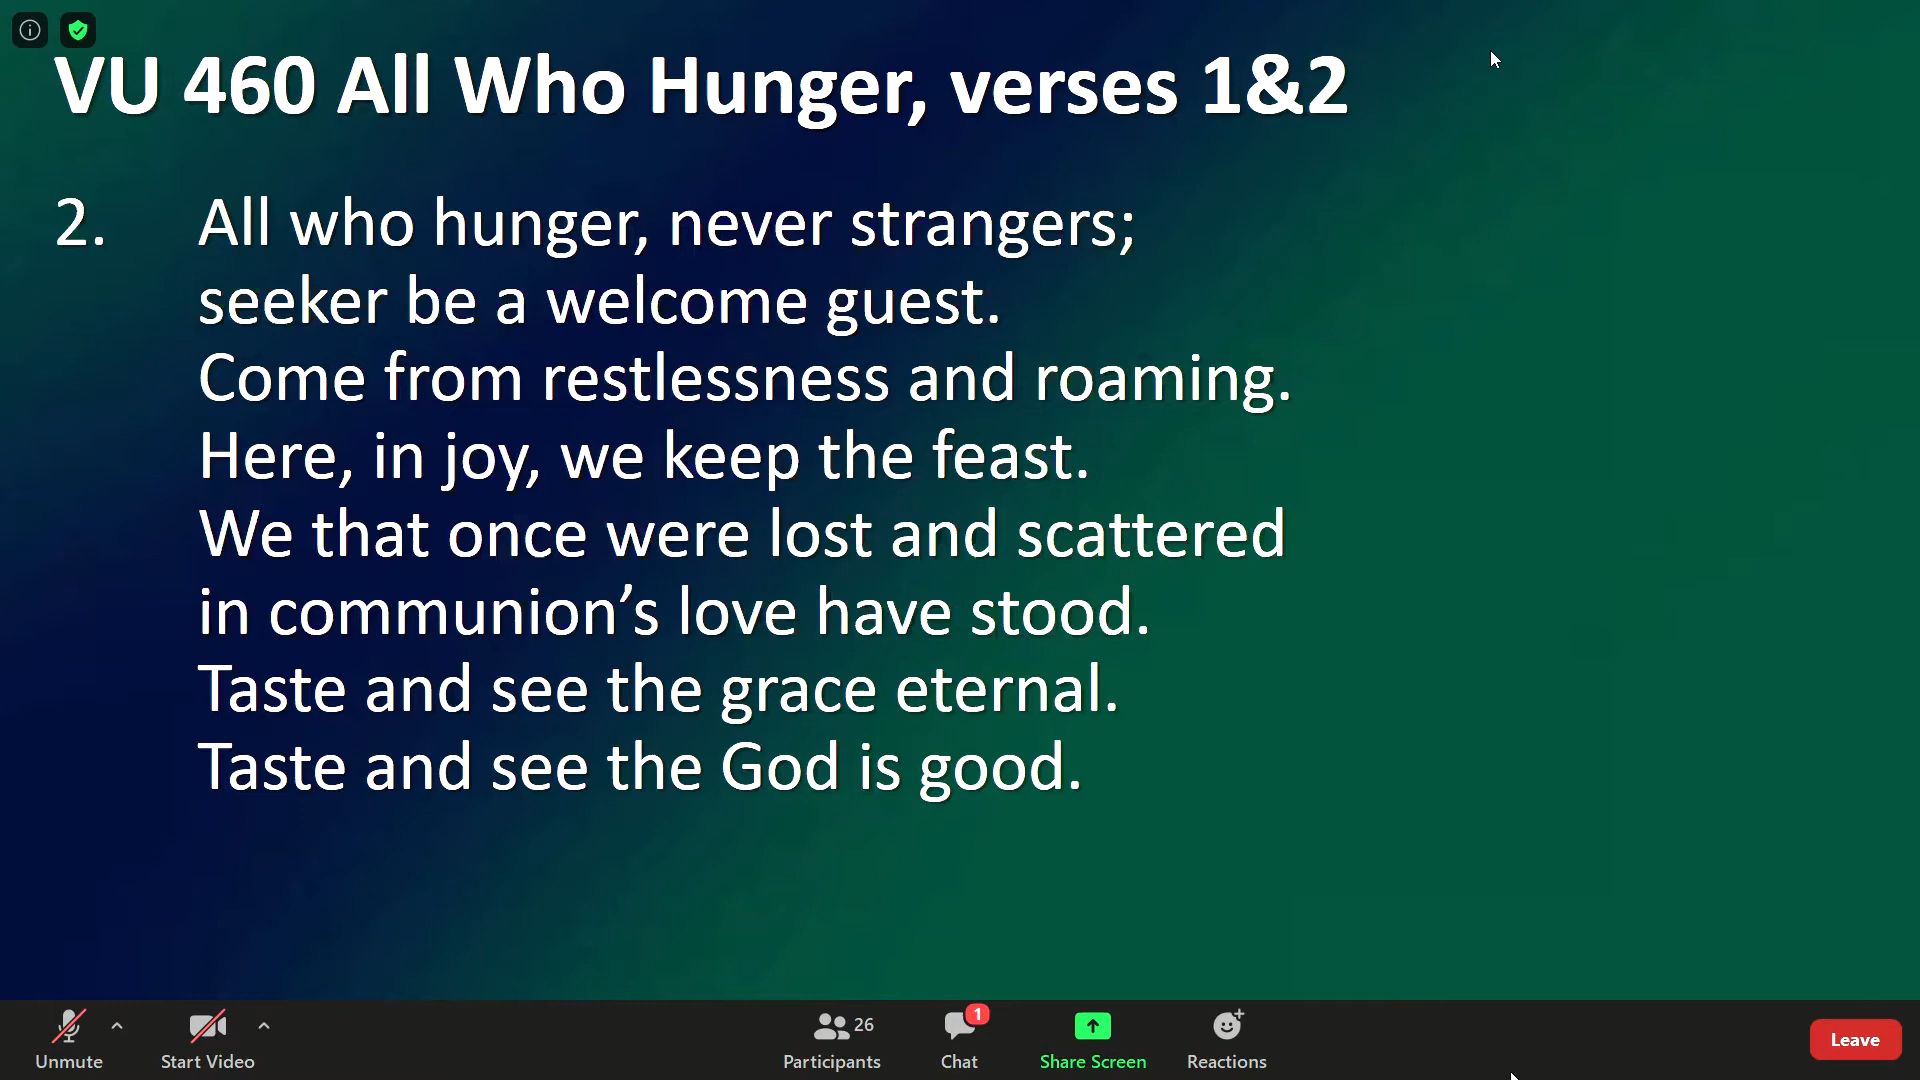 VU 460 All Who Hunger, verses 1&2
2. All who hunger, never strangers;
seeker be a welcome guest.
Come from restlessness and roaming.
Here, in joy, we keep the feast.
We that once were lost and scattered
in communion’s love have stood.
Taste and see the grace eternal.
Taste and see the God is good.
Unmute
Start Video
26
Participants
1
Chat
Share Screen
Reactions
Leave